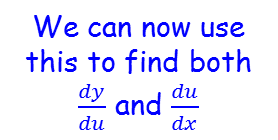 We can now use
this to find both
dy/du and du/dx